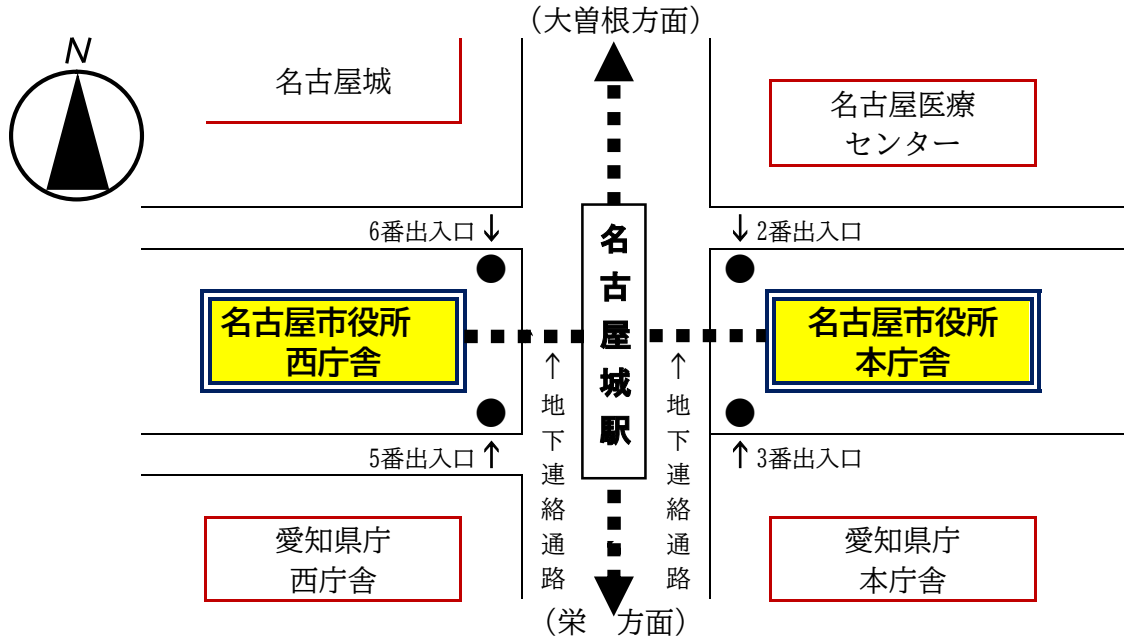 （大曽根方面）
N
名古屋城
名古屋医療
センター
6番出入口↓
↓2番出入口
名古屋城駅
名古屋市役所
西庁舎
名古屋市役所
本庁舎
↑地下連絡通路
↑地下連絡通路
5番出入口↑
↑3番出入口
愛知県庁
西庁舎
愛知県庁
本庁舎
（栄　方面）